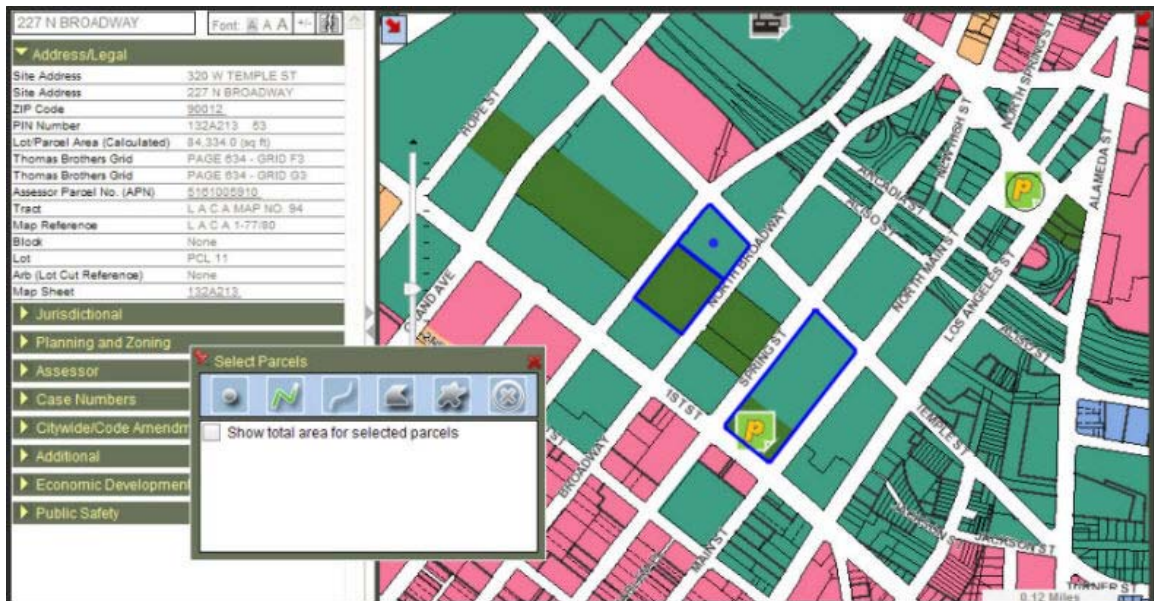 227 N BROADWAY
Font: A A A +/-
Address/Legal
Site Address 320 W TEMPLE ST
Site Address 227 N BROADWAY
ZIP Code 90012
PIN Number 132A213 53
Lot/Parcel Area (Calculated) 84,334.0 (sq ft)
Thomas Brothers Grid PAGE 634 - GRID F3
Thomas Brothers Grid PAGE 634 - GRID G3
Assessor Parcel No. (APN) 5161005910
Tract L A C A MAP NO. 94
Map Reference L A C A 1-77/80
Block None
Lot PCL 11
Arb (Lot Cut Reference) None
Map Sheet 132A213
Jurisdictional
Planning and Zoning
Assessor
Case Numbers
Citywide/Code Amendm
Additional
Economic Development
Public Safety
Select Parcels
Show total area for selected parcels
HOPE ST
GRAND AVE
NORTH BROADWAY
SPRING ST
1ST ST
BROADWAY
MAIN ST
NORTH SPRING ST
NEW HIGH ST
ARCADIA ST
ALISO ST
NORTH MAIN ST
LOS ANGELES ST
ALAMEDA ST
ALISO ST
TEMPLE ST
JACKSON ST
JACKSON ST
TURNER ST
P
P
0.12 Miles